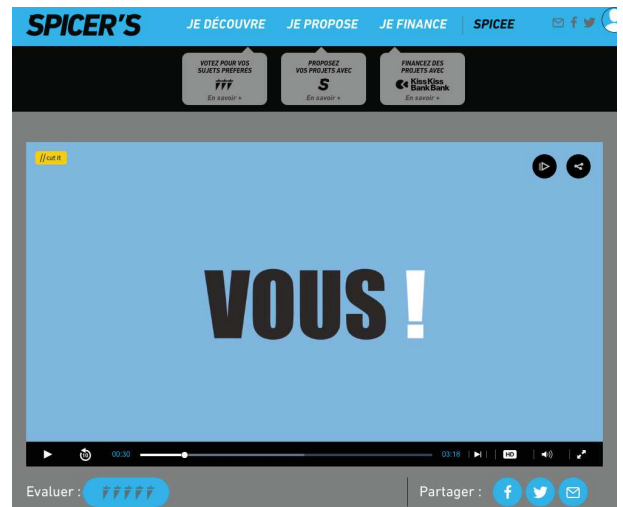 SPICER'S JE DÉCOUVRE JE PROPOSE JE FINANCE SPICEE
VOTEZ POUR VOS
SUJETS PRÉFÉRÉS
En savoir +
PROPOSEZ
VOS PROJETS AVEC
S
En savoir +
FINANCEZ DES
PROJETS AVEC
KissKiss
BankBank
En savoir +
//cut it
VOUS !
10 00:30 03:18 HD
Evaluer :
Partager :